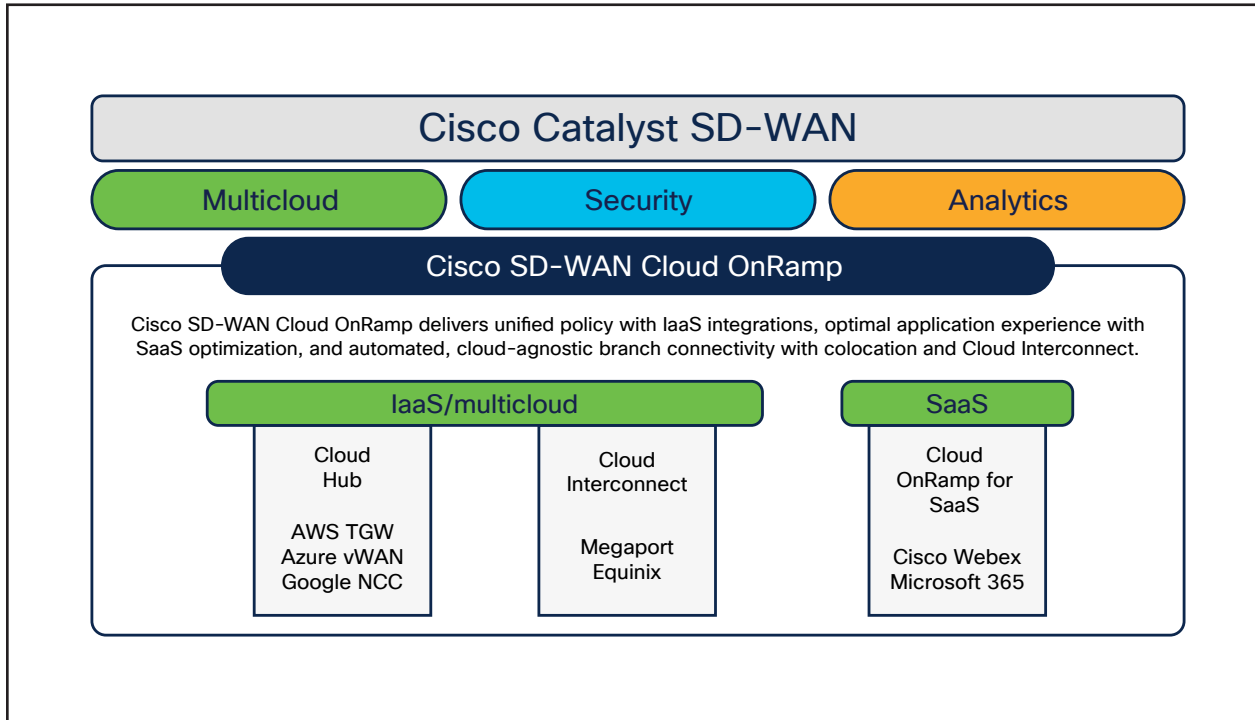 Cisco Catalyst SD-WAN
Multicloud
Security
Analytics
Cisco SD-WAN Cloud OnRamp
Cisco SD-WAN Cloud OnRamp delivers unified policy with IaaS integrations, optimal application experience with
SaaS optimization, and automated, cloud-agnostic branch connectivity with colocation and Cloud Interconnect.
IaaS/multicloud
Cloud
Hub
AWS TGW
Azure vWAN
Google NCC
Cloud
Interconnect
Megaport
Equinix
SaaS
Cloud
OnRamp for
SaaS
Cisco Webex
Microsoft 365